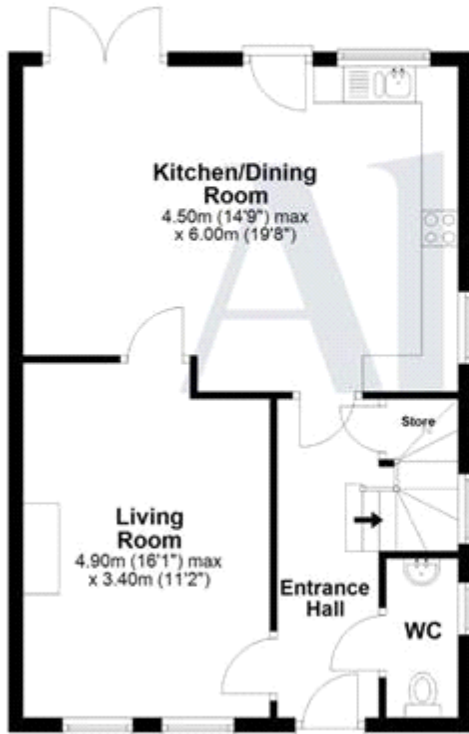 Kitchen/Dining
Room
4.50m (14'9") max
x 6.00m (19'8")
Store
Living
Room
4.90m (16'1") max
x 3.40m (11'2")
Entrance
Hall
WC